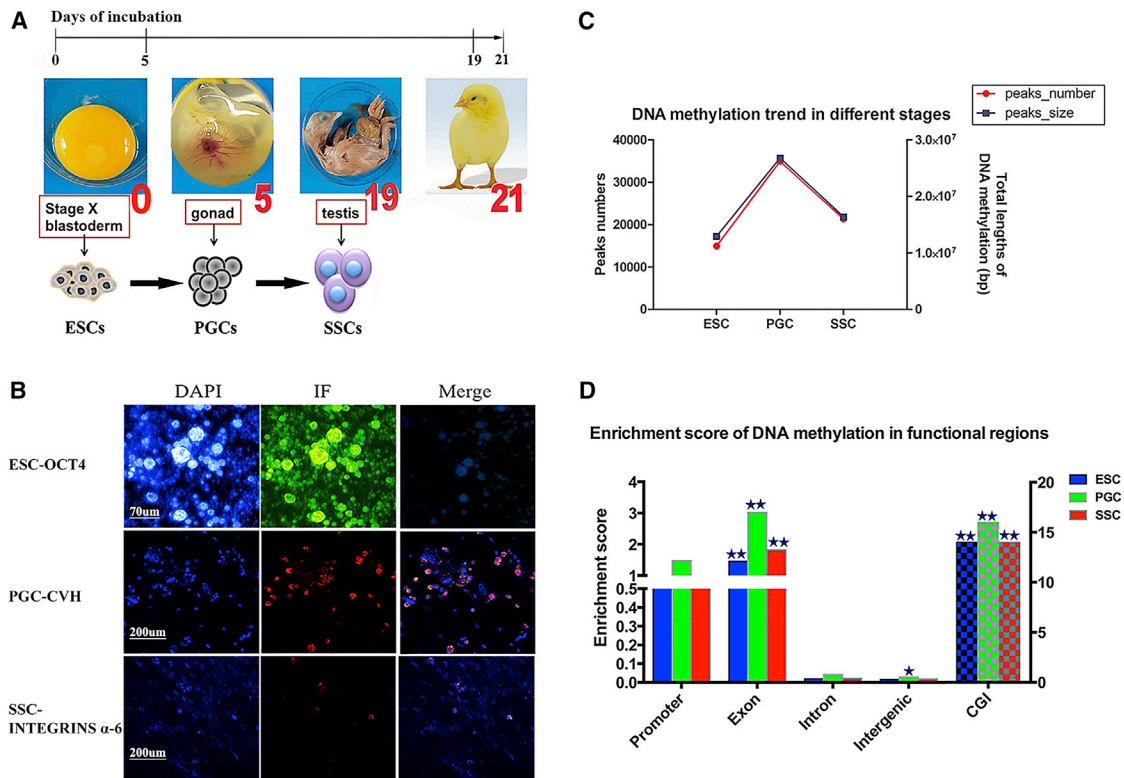 A
Days of incubation
0 5 19 21
0 5 19 21
Stage X
blastoderm
gonad
testis
ESCs PGCs SSCs
B
DAPI IF Merge
ESC-OCT4
70um
PGC-CVH
200um
SSC-
INTEGRINS α-6
200um
C
peaks_number
peaks_size
DNA methylation trend in different stages
40000
30000
20000
10000
0
Peaks numbers
3.0×10⁷
2.0×10⁷
1.0×10⁷
0
Total lengths of
DNA methylation (bp)
ESC PGC SSC
D
Enrichment score of DNA methylation in functional regions
ESC
PGC
SSC
Enrichment score
4
3
2
1
0.5
0.4
0.3
0.2
0.1
0.0
20
15
10
5
0
★★ ★★ ★★ ★ ★★ ★★ ★★
Promoter Exon Intron Intergenic CGI